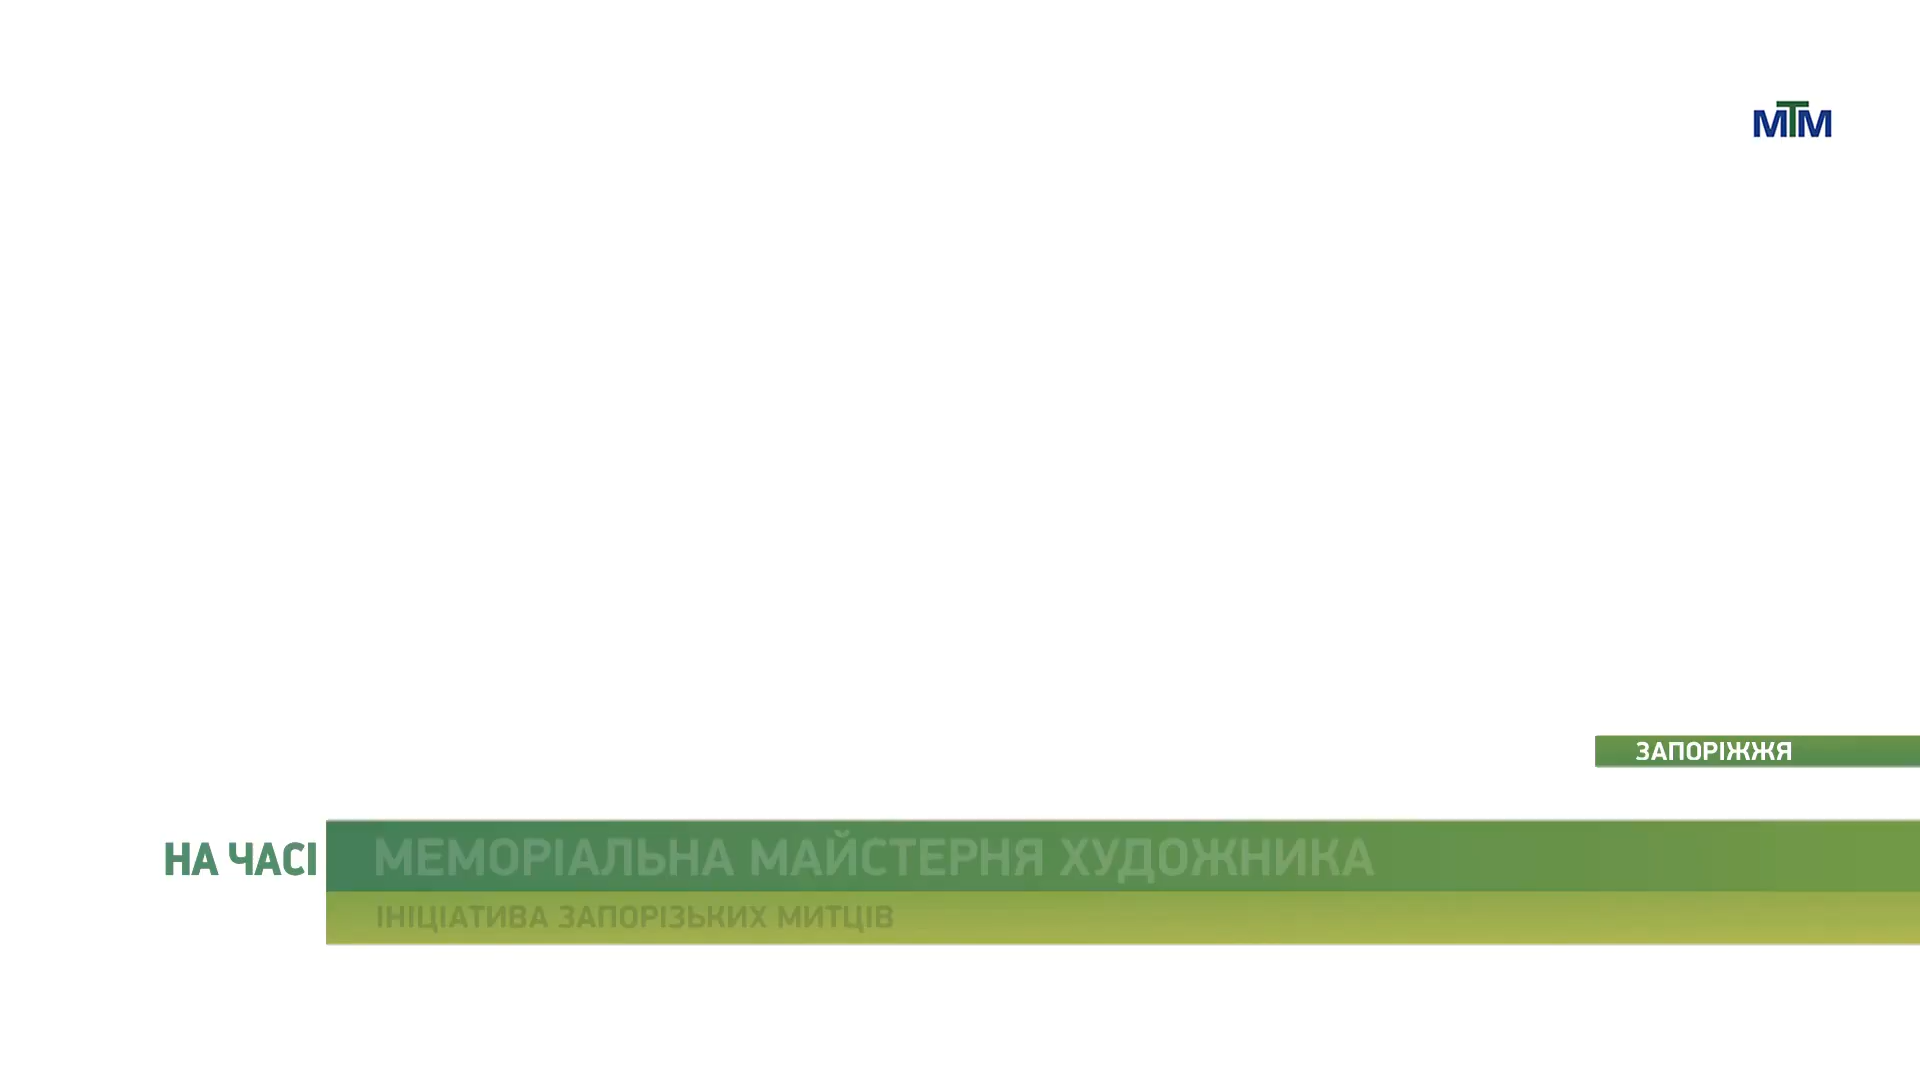 МТМ
ЗАПОРІЖЖЯ
НА ЧАСІ
МЕМОРІАЛЬНА МАЙСТЕРНЯ ХУДОЖНИКА
ІНІЦІАТИВА ЗАПОРІЗЬКИХ МИТЦІВ